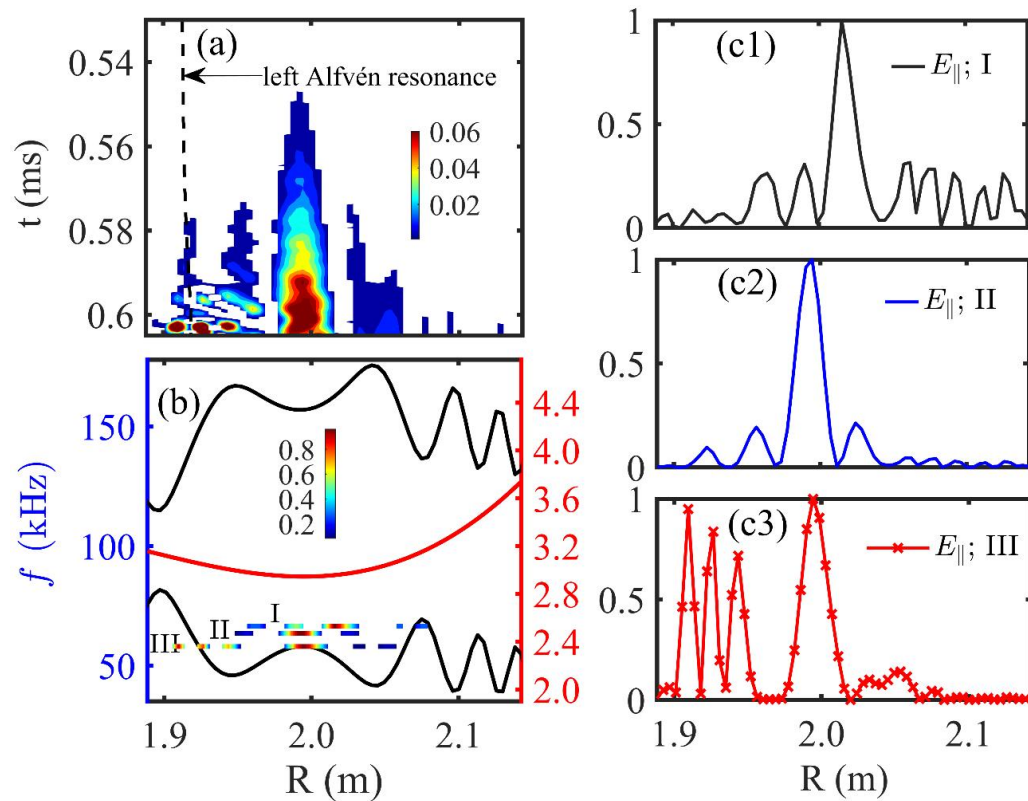 (a)
left Alfvén resonance
0.54
0.56
0.58
0.6
t (ms)
0.06
0.04
0.02
(b)
150
100
50
f (kHz)
0.8
0.6
0.4
0.2
I
II
III
4.4
4.0
3.6
3.2
2.8
2.4
2.0
1.9
2.0
2.1
R (m)
(c1)
E∥; I
1
0.5
0
(c2)
E∥; II
1
0.5
0
(c3)
E∥; III
1
0.5
0
1.9
2.0
2.1
R (m)